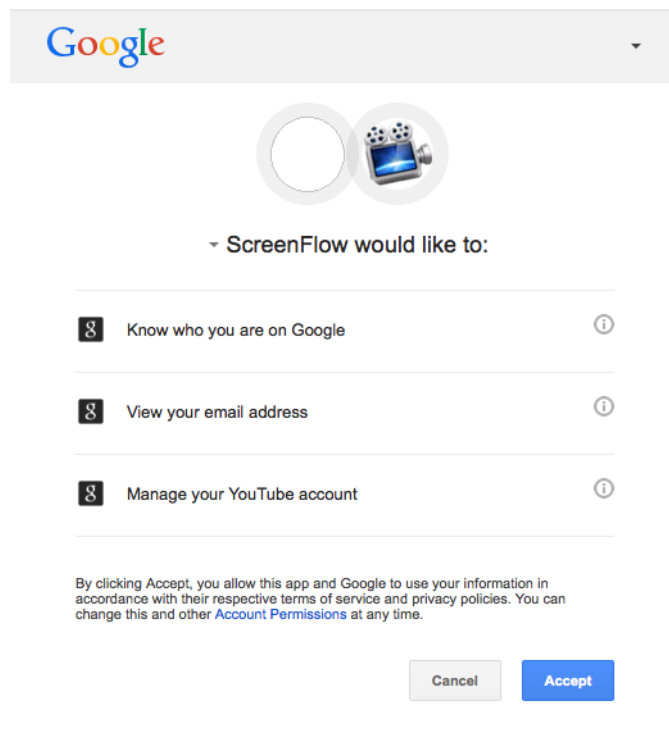 Google
ScreenFlow would like to:
g Know who you are on Google
g View your email address
g Manage your YouTube account
By clicking Accept, you allow this app and Google to use your information in
accordance with their respective terms of service and privacy policies. You can
change this and other Account Permissions at any time.
Cancel Accept